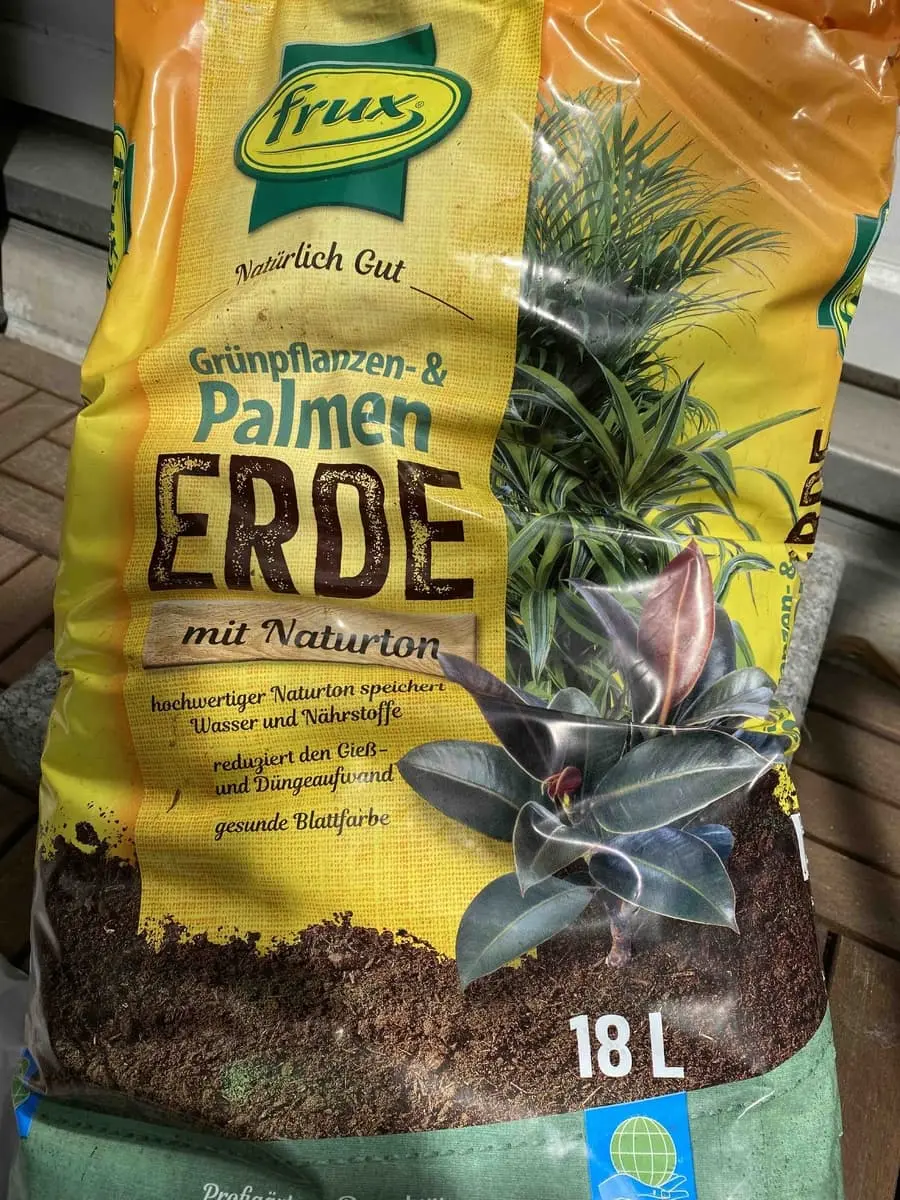 frux®
Natürlich Gut
Grünpflanzen- &
Palmen
ERDE
mit Naturton
hochwertiger Naturton speichert
Wasser und Nährstoffe
reduziert den Gieß-
und Düngeaufwand
gesunde Blattfarbe
18 L